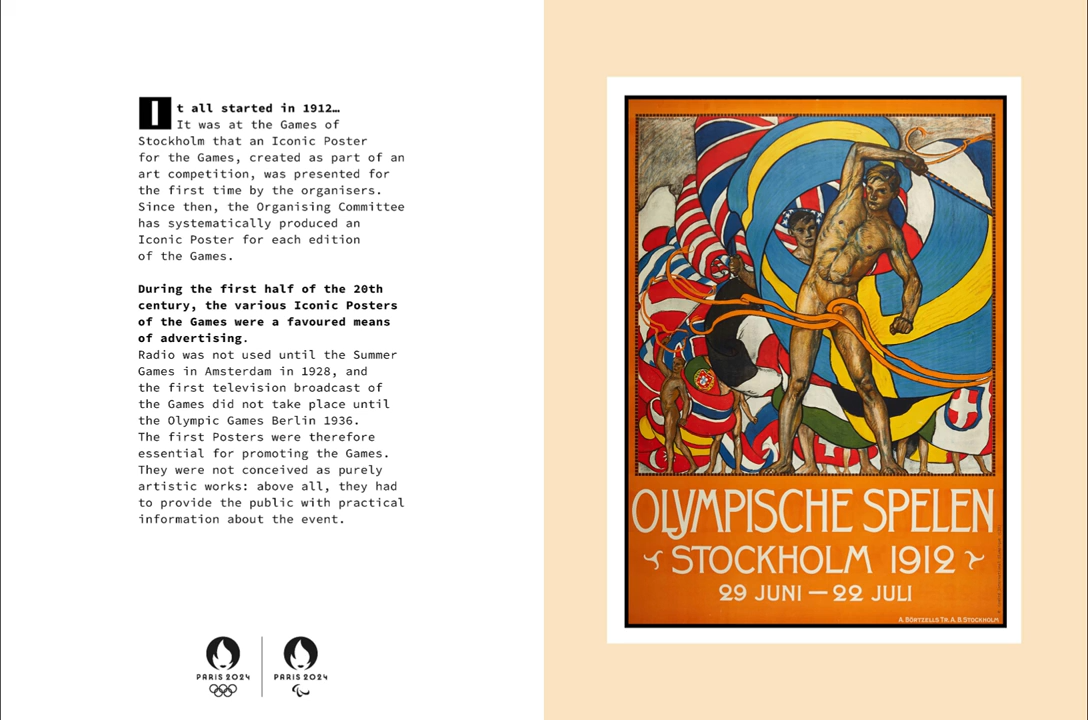 It all started in 1912…
It was at the Games of
Stockholm that an Iconic Poster
for the Games, created as part of an
art competition, was presented for
the first time by the organisers.
Since then, the Organising Committee
has systematically produced an
Iconic Poster for each edition
of the Games.
During the first half of the 20th
century, the various Iconic Posters
of the Games were a favoured means
of advertising.
Radio was not used until the Summer
Games in Amsterdam in 1928, and
the first television broadcast of
the Games did not take place until
the Olympic Games Berlin 1936.
The first Posters were therefore
essential for promoting the Games.
They were not conceived as purely
artistic works: above all, they had
to provide the public with practical
information about the event.
PARIS 2024
PARIS 2024
OLYMPISCHE SPELEN
STOCKHOLM 1912
29 JUNI — 22 JULI
A. BÖRTZELLS TR. A. B. STOCKHOLM